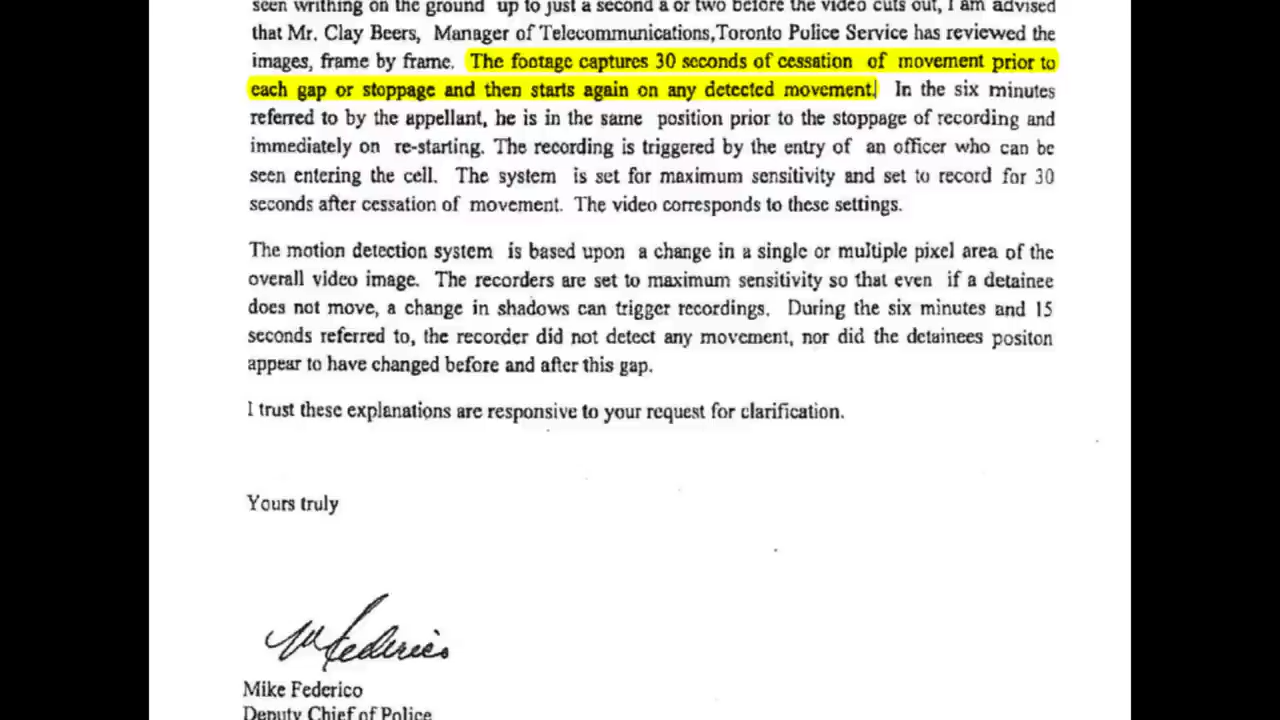 seen writhing on the ground up to just a second a or two before the video cuts out, I am advised
that Mr. Clay Beers, Manager of Telecommunications,Toronto Police Service has reviewed the
images, frame by frame. The footage captures 30 seconds of cessation of movement prior to
each gap or stoppage and then starts again on any detected movement. In the six minutes
referred to by the appellant, he is in the same position prior to the stoppage of recording and
immediately on re-starting. The recording is triggered by the entry of an officer who can be
seen entering the cell. The system is set for maximum sensitivity and set to record for 30
seconds after cessation of movement. The video corresponds to these settings.
The motion detection system is based upon a change in a single or multiple pixel area of the
overall video image. The recorders are set to maximum sensitivity so that even if a detainee
does not move, a change in shadows can trigger recordings. During the six minutes and 15
seconds referred to, the recorder did not detect any movement, nor did the detainees positon
appear to have changed before and after this gap.
I trust these explanations are responsive to your request for clarification.
Yours truly
M Federico
Mike Federico
Deputy Chief of Police